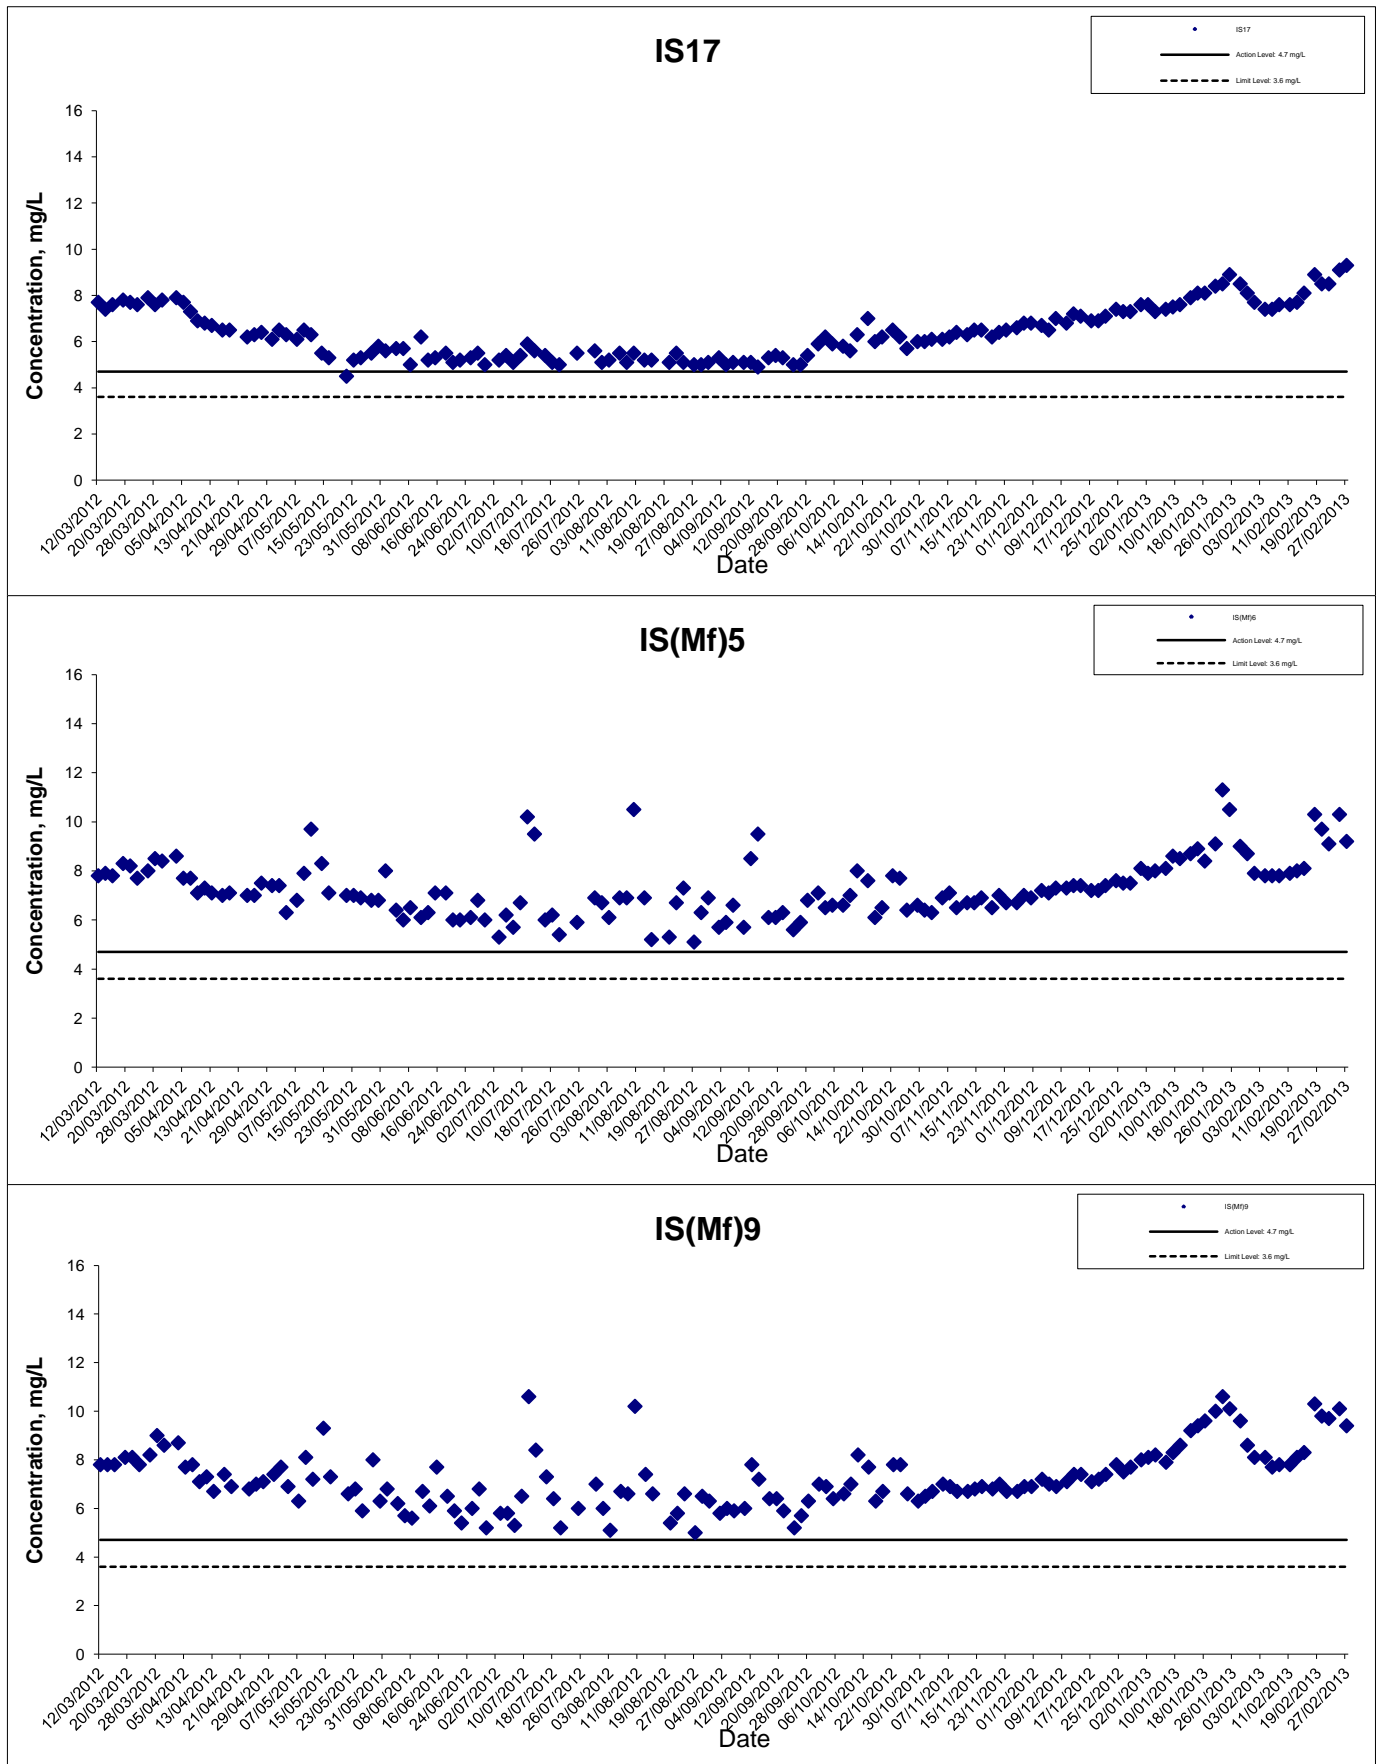 IS17
IS17
Action Level: 4.7 mg/L
Limit Level: 3.6 mg/L
Concentration, mg/L
16
14
12
10
8
6
4
2
0
12/03/2012 20/03/2012 28/03/2012 05/04/2012 13/04/2012 21/04/2012 29/04/2012 07/05/2012 15/05/2012 23/05/2012 31/05/2012 08/06/2012 16/06/2012 24/06/2012 02/07/2012 10/07/2012 18/07/2012 26/07/2012 03/08/2012 11/08/2012 19/08/2012 27/08/2012 04/09/2012 12/09/2012 20/09/2012 28/09/2012 06/10/2012 14/10/2012 22/10/2012 30/10/2012 07/11/2012 15/11/2012 23/11/2012 01/12/2012 09/12/2012 17/12/2012 25/12/2012 02/01/2013 10/01/2013 18/01/2013 26/01/2013 03/02/2013 11/02/2013 19/02/2013 27/02/2013
Date
IS(Mf)5
IS(Mf)6
Action Level: 4.7 mg/L
Limit Level: 3.6 mg/L
Concentration, mg/L
16
14
12
10
8
6
4
2
0
12/03/2012 20/03/2012 28/03/2012 05/04/2012 13/04/2012 21/04/2012 29/04/2012 07/05/2012 15/05/2012 23/05/2012 31/05/2012 08/06/2012 16/06/2012 24/06/2012 02/07/2012 10/07/2012 18/07/2012 26/07/2012 03/08/2012 11/08/2012 19/08/2012 27/08/2012 04/09/2012 12/09/2012 20/09/2012 28/09/2012 06/10/2012 14/10/2012 22/10/2012 30/10/2012 07/11/2012 15/11/2012 23/11/2012 01/12/2012 09/12/2012 17/12/2012 25/12/2012 02/01/2013 10/01/2013 18/01/2013 26/01/2013 03/02/2013 11/02/2013 19/02/2013 27/02/2013
Date
IS(Mf)9
IS(Mf)9
Action Level: 4.7 mg/L
Limit Level: 3.6 mg/L
Concentration, mg/L
16
14
12
10
8
6
4
2
0
12/03/2012 20/03/2012 28/03/2012 05/04/2012 13/04/2012 21/04/2012 29/04/2012 07/05/2012 15/05/2012 23/05/2012 31/05/2012 08/06/2012 16/06/2012 24/06/2012 02/07/2012 10/07/2012 18/07/2012 26/07/2012 03/08/2012 11/08/2012 19/08/2012 27/08/2012 04/09/2012 12/09/2012 20/09/2012 28/09/2012 06/10/2012 14/10/2012 22/10/2012 30/10/2012 07/11/2012 15/11/2012 23/11/2012 01/12/2012 09/12/2012 17/12/2012 25/12/2012 02/01/2013 10/01/2013 18/01/2013 26/01/2013 03/02/2013 11/02/2013 19/02/2013 27/02/2013
Date